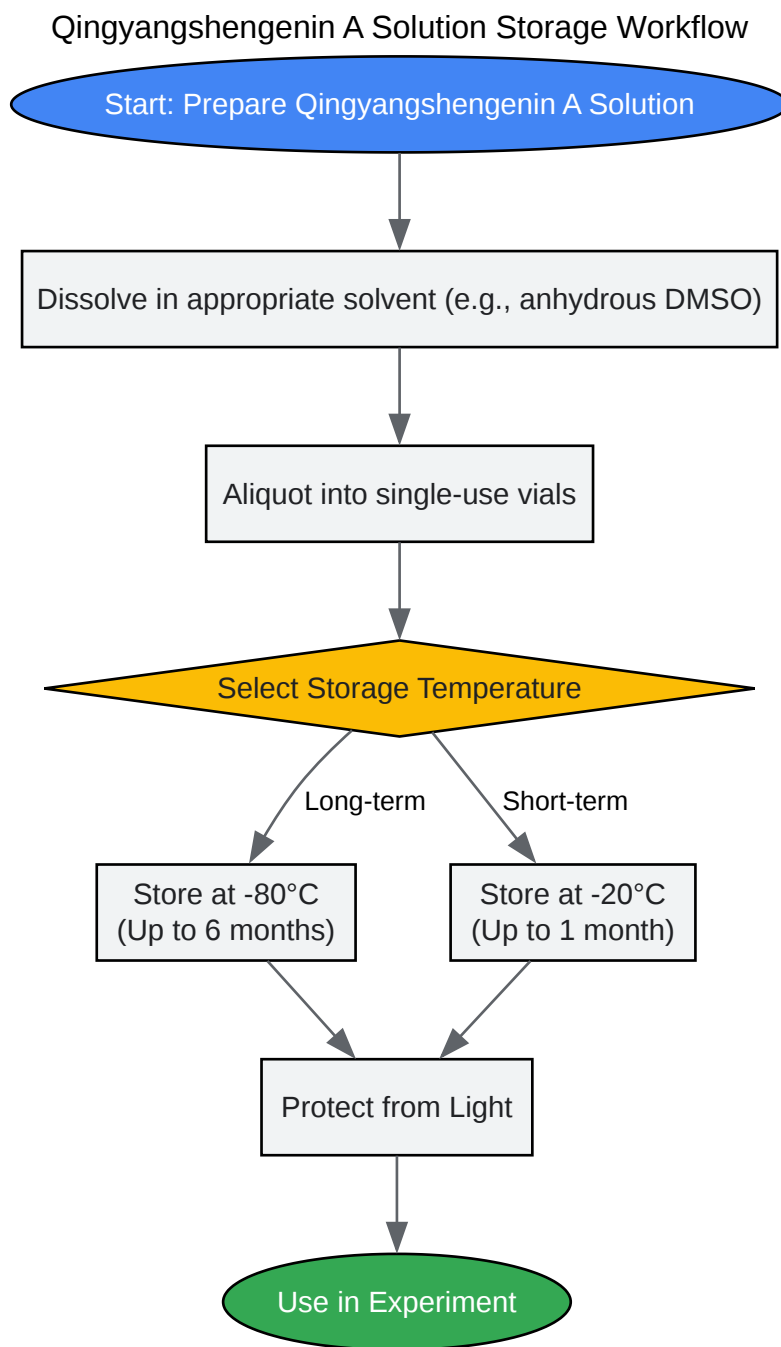 Qingyangshengenin A Solution Storage Workflow
Start: Prepare Qingyangshengenin A Solution
Dissolve in appropriate solvent (e.g., anhydrous DMSO)
Aliquot into single-use vials
Select Storage Temperature
Long-term
Short-term
Store at -80°C
(Up to 6 months)
Store at -20°C
(Up to 1 month)
Protect from Light
Use in Experiment